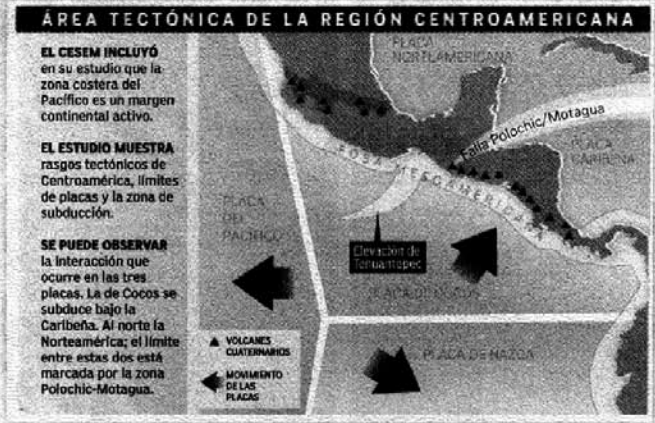 ÁREA TECTÓNICA DE LA REGIÓN CENTROAMERICANA
EL CESEM INCLUYÓ
en su estudio que la
zona costera del
Pacífico es un margen
continental activo.
EL ESTUDIO MUESTRA
rasgos tectónicos de
Centroamérica, límites
de placas y la zona de
subducción.
SE PUEDE OBSERVAR
la interacción que
ocurre en las tres
placas. La de Cocos se
subduce bajo la
Caribeña. Al norte la
Norteamérica; el límite
entre estas dos está
marcada por la zona
Polochic-Motagua.
PLACA
NORTEAMERICANA
Falla Polochic/Motagua
PLACA
CARIBEÑA
FOSA MESOAMERICANA
PLACA
DEL
PACÍFICO
Elevación de
Tehuantepec
PLACA DE COCOS
PLACA DE NAZCA
VOLCANES
CUATERNARIOS
MOVIMIENTO
DE LAS
PLACAS